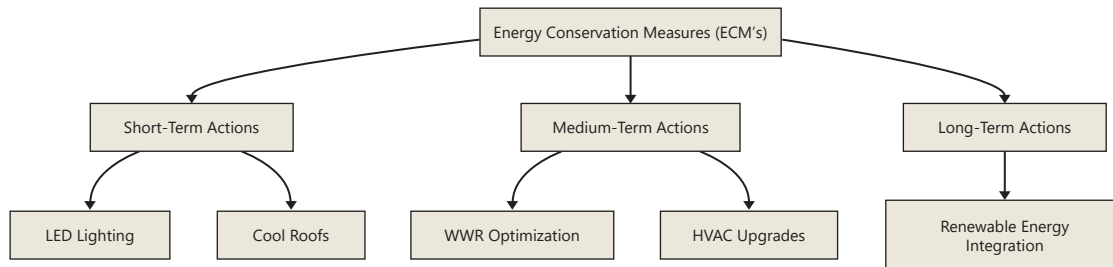 Energy Conservation Measures (ECM's)
Short-Term Actions
Medium-Term Actions
Long-Term Actions
LED Lighting
Cool Roofs
WWR Optimization
HVAC Upgrades
Renewable Energy
Integration